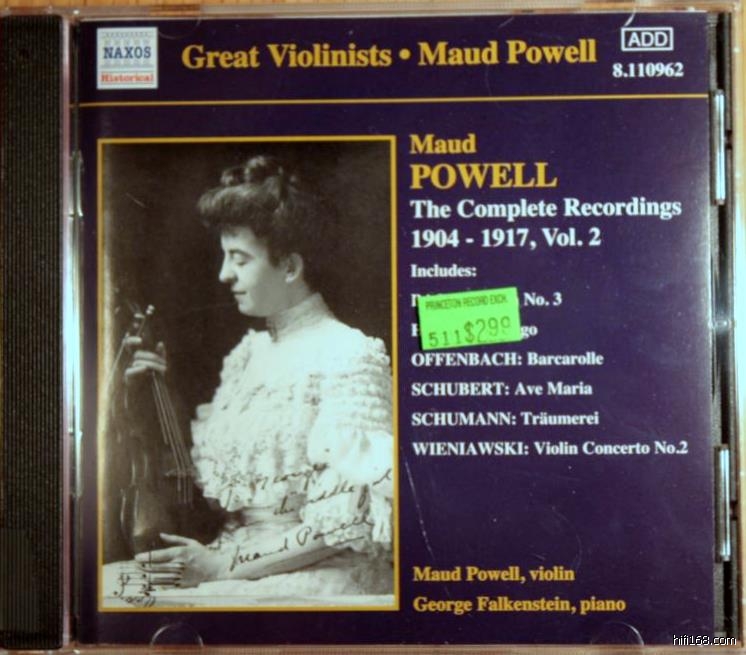 NAXOS
Historical
Great Violinists • Maud Powell
ADD
8.110962
Maud
POWELL
The Complete Recordings
1904 - 1917, Vol. 2
Includes:
No. 3
PRINCETON RECORD EXCH.
511 $2.99
OFFENBACH: Barcarolle
SCHUBERT: Ave Maria
SCHUMANN: Träumerei
WIENIAWSKI: Violin Concerto No.2
Maud Powell
Maud Powell, violin
George Falkenstein, piano
hifi168.com